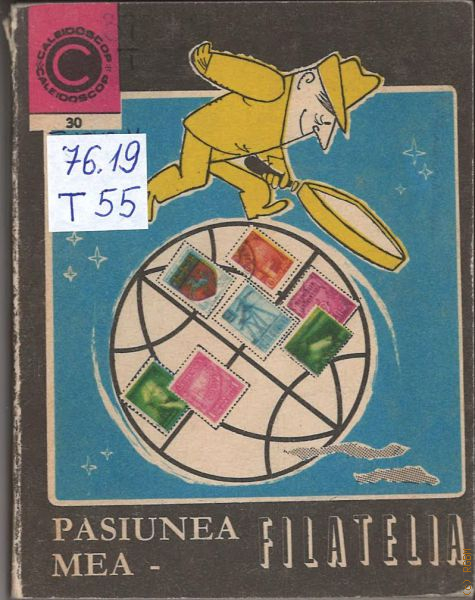 CALEIDOSCOP
CALEIDOSCOP
C
30
76.19
T 55
PASIUNEA
MEA - FILATELIA